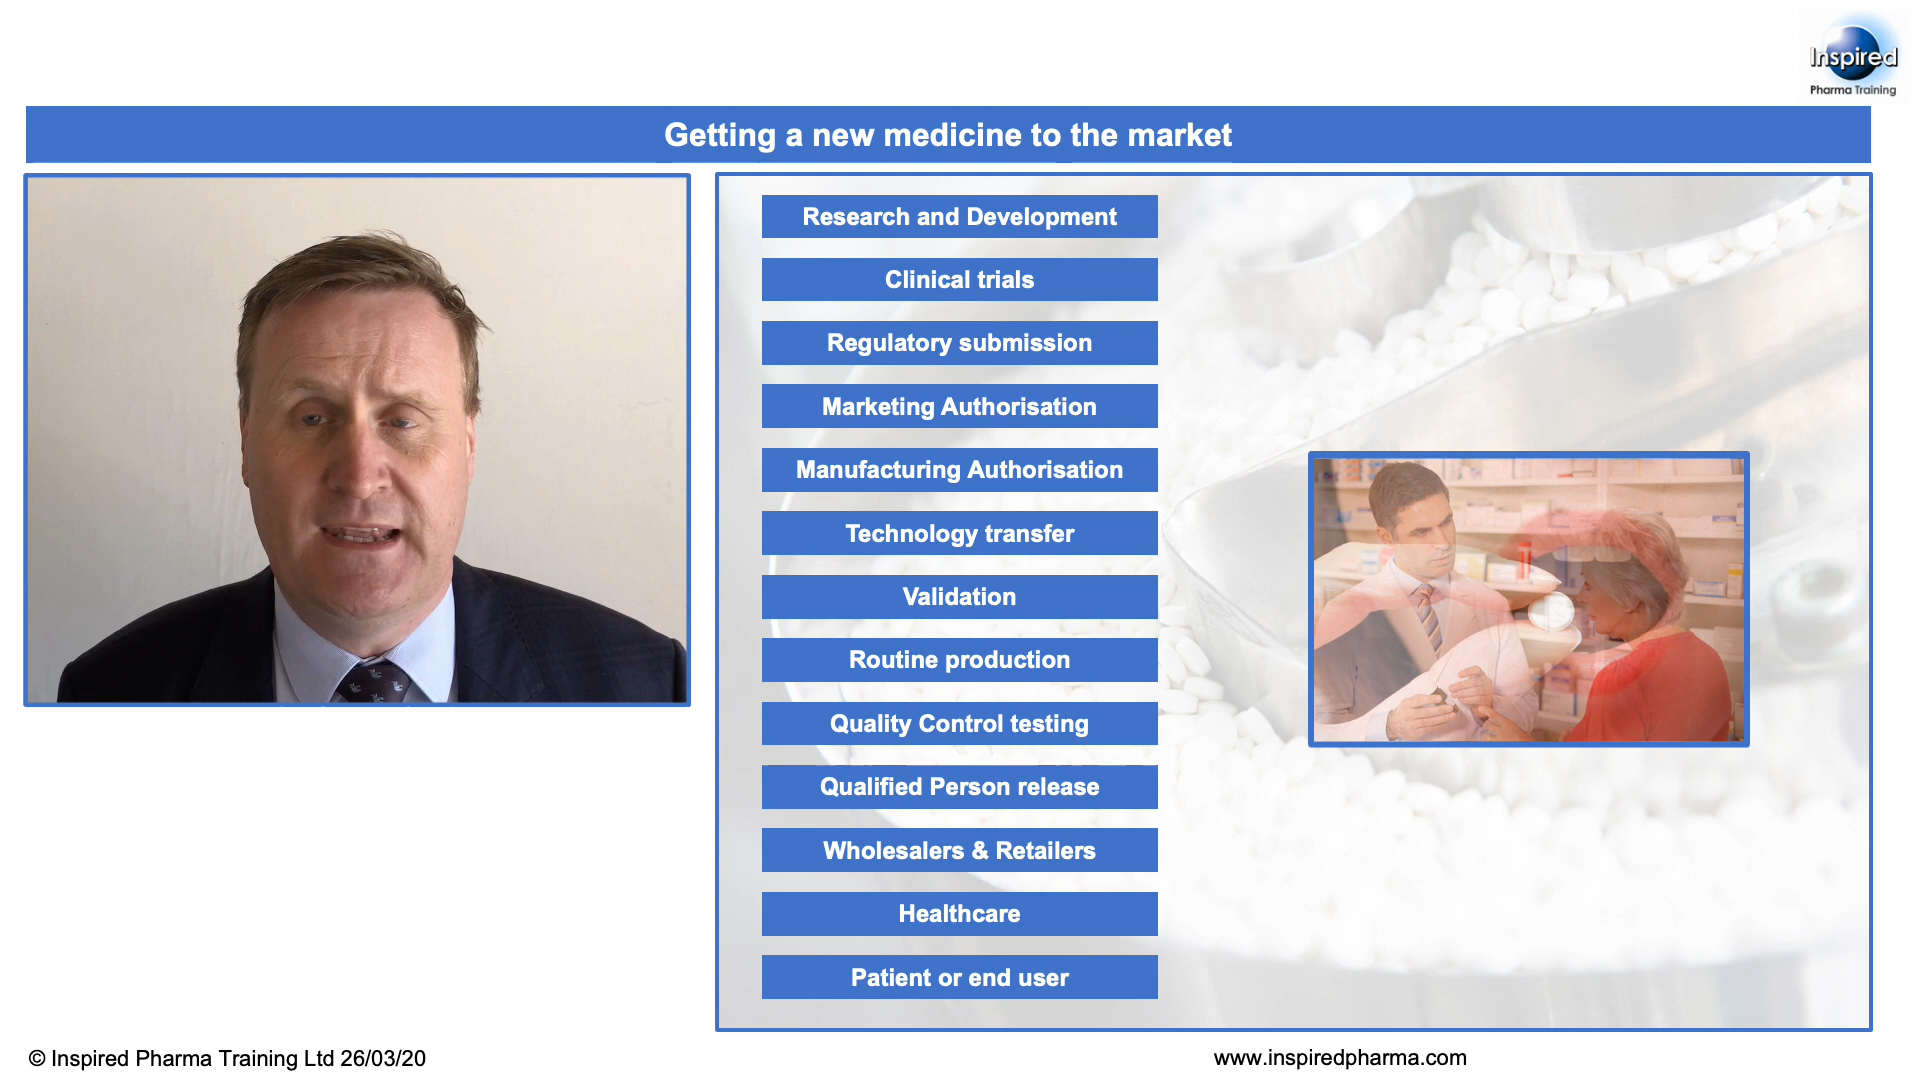 Inspired
Pharma Training
Getting a new medicine to the market
Research and Development
Clinical trials
Regulatory submission
Marketing Authorisation
Manufacturing Authorisation
Technology transfer
Validation
Routine production
Quality Control testing
Qualified Person release
Wholesalers & Retailers
Healthcare
Patient or end user
© Inspired Pharma Training Ltd 26/03/20
www.inspiredpharma.com